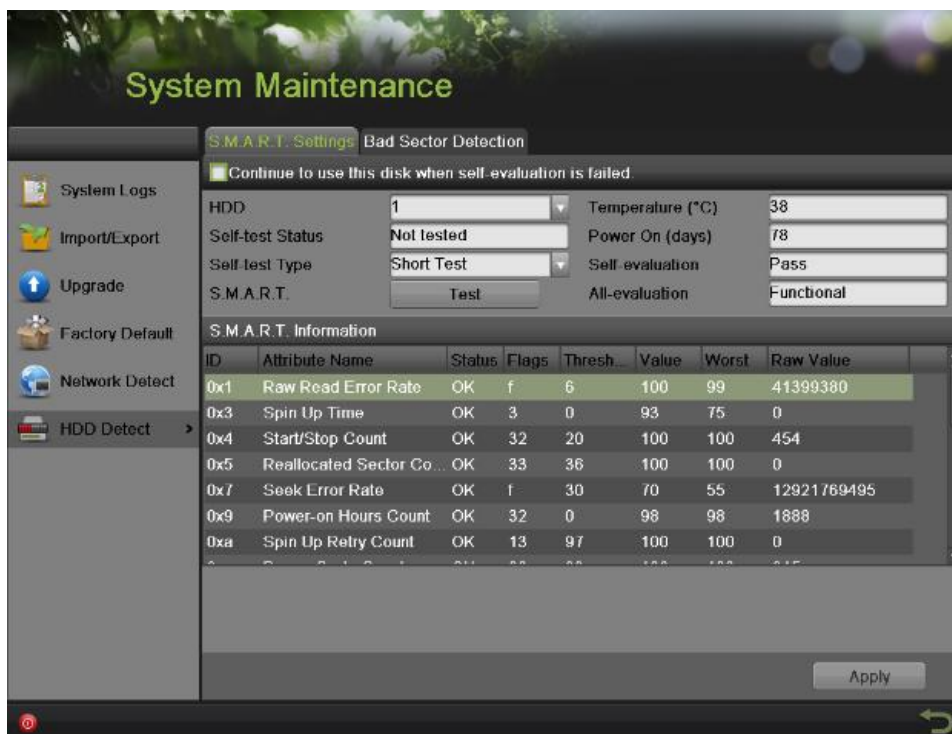 System Maintenance
S.M.A.R.T. Settings Bad Sector Detection
Continue to use this disk when self-evaluation is failed.
System Logs
Import/Export
Upgrade
Factory Default
Network Detect
HDD Detect >
HDD 1 Temperature (°C) 38
Self-test Status Not tested Power On (days) 78
Self-test Type Short Test Self-evaluation Pass
S.M.A.R.T. Test All-evaluation Functional
S.M.A.R.T. Information
ID Attribute Name Status Flags Thresh... Value Worst Raw Value
0x1 Raw Read Error Rate OK f 6 100 99 41399380
0x3 Spin Up Time OK 3 0 93 75 0
0x4 Start/Stop Count OK 32 20 100 100 454
0x5 Reallocated Sector Co... OK 33 36 100 100 0
0x7 Seek Error Rate OK f 30 70 55 12921769495
0x9 Power-on Hours Count OK 32 0 98 98 1888
0xa Spin Up Retry Count OK 13 97 100 100 0
Apply